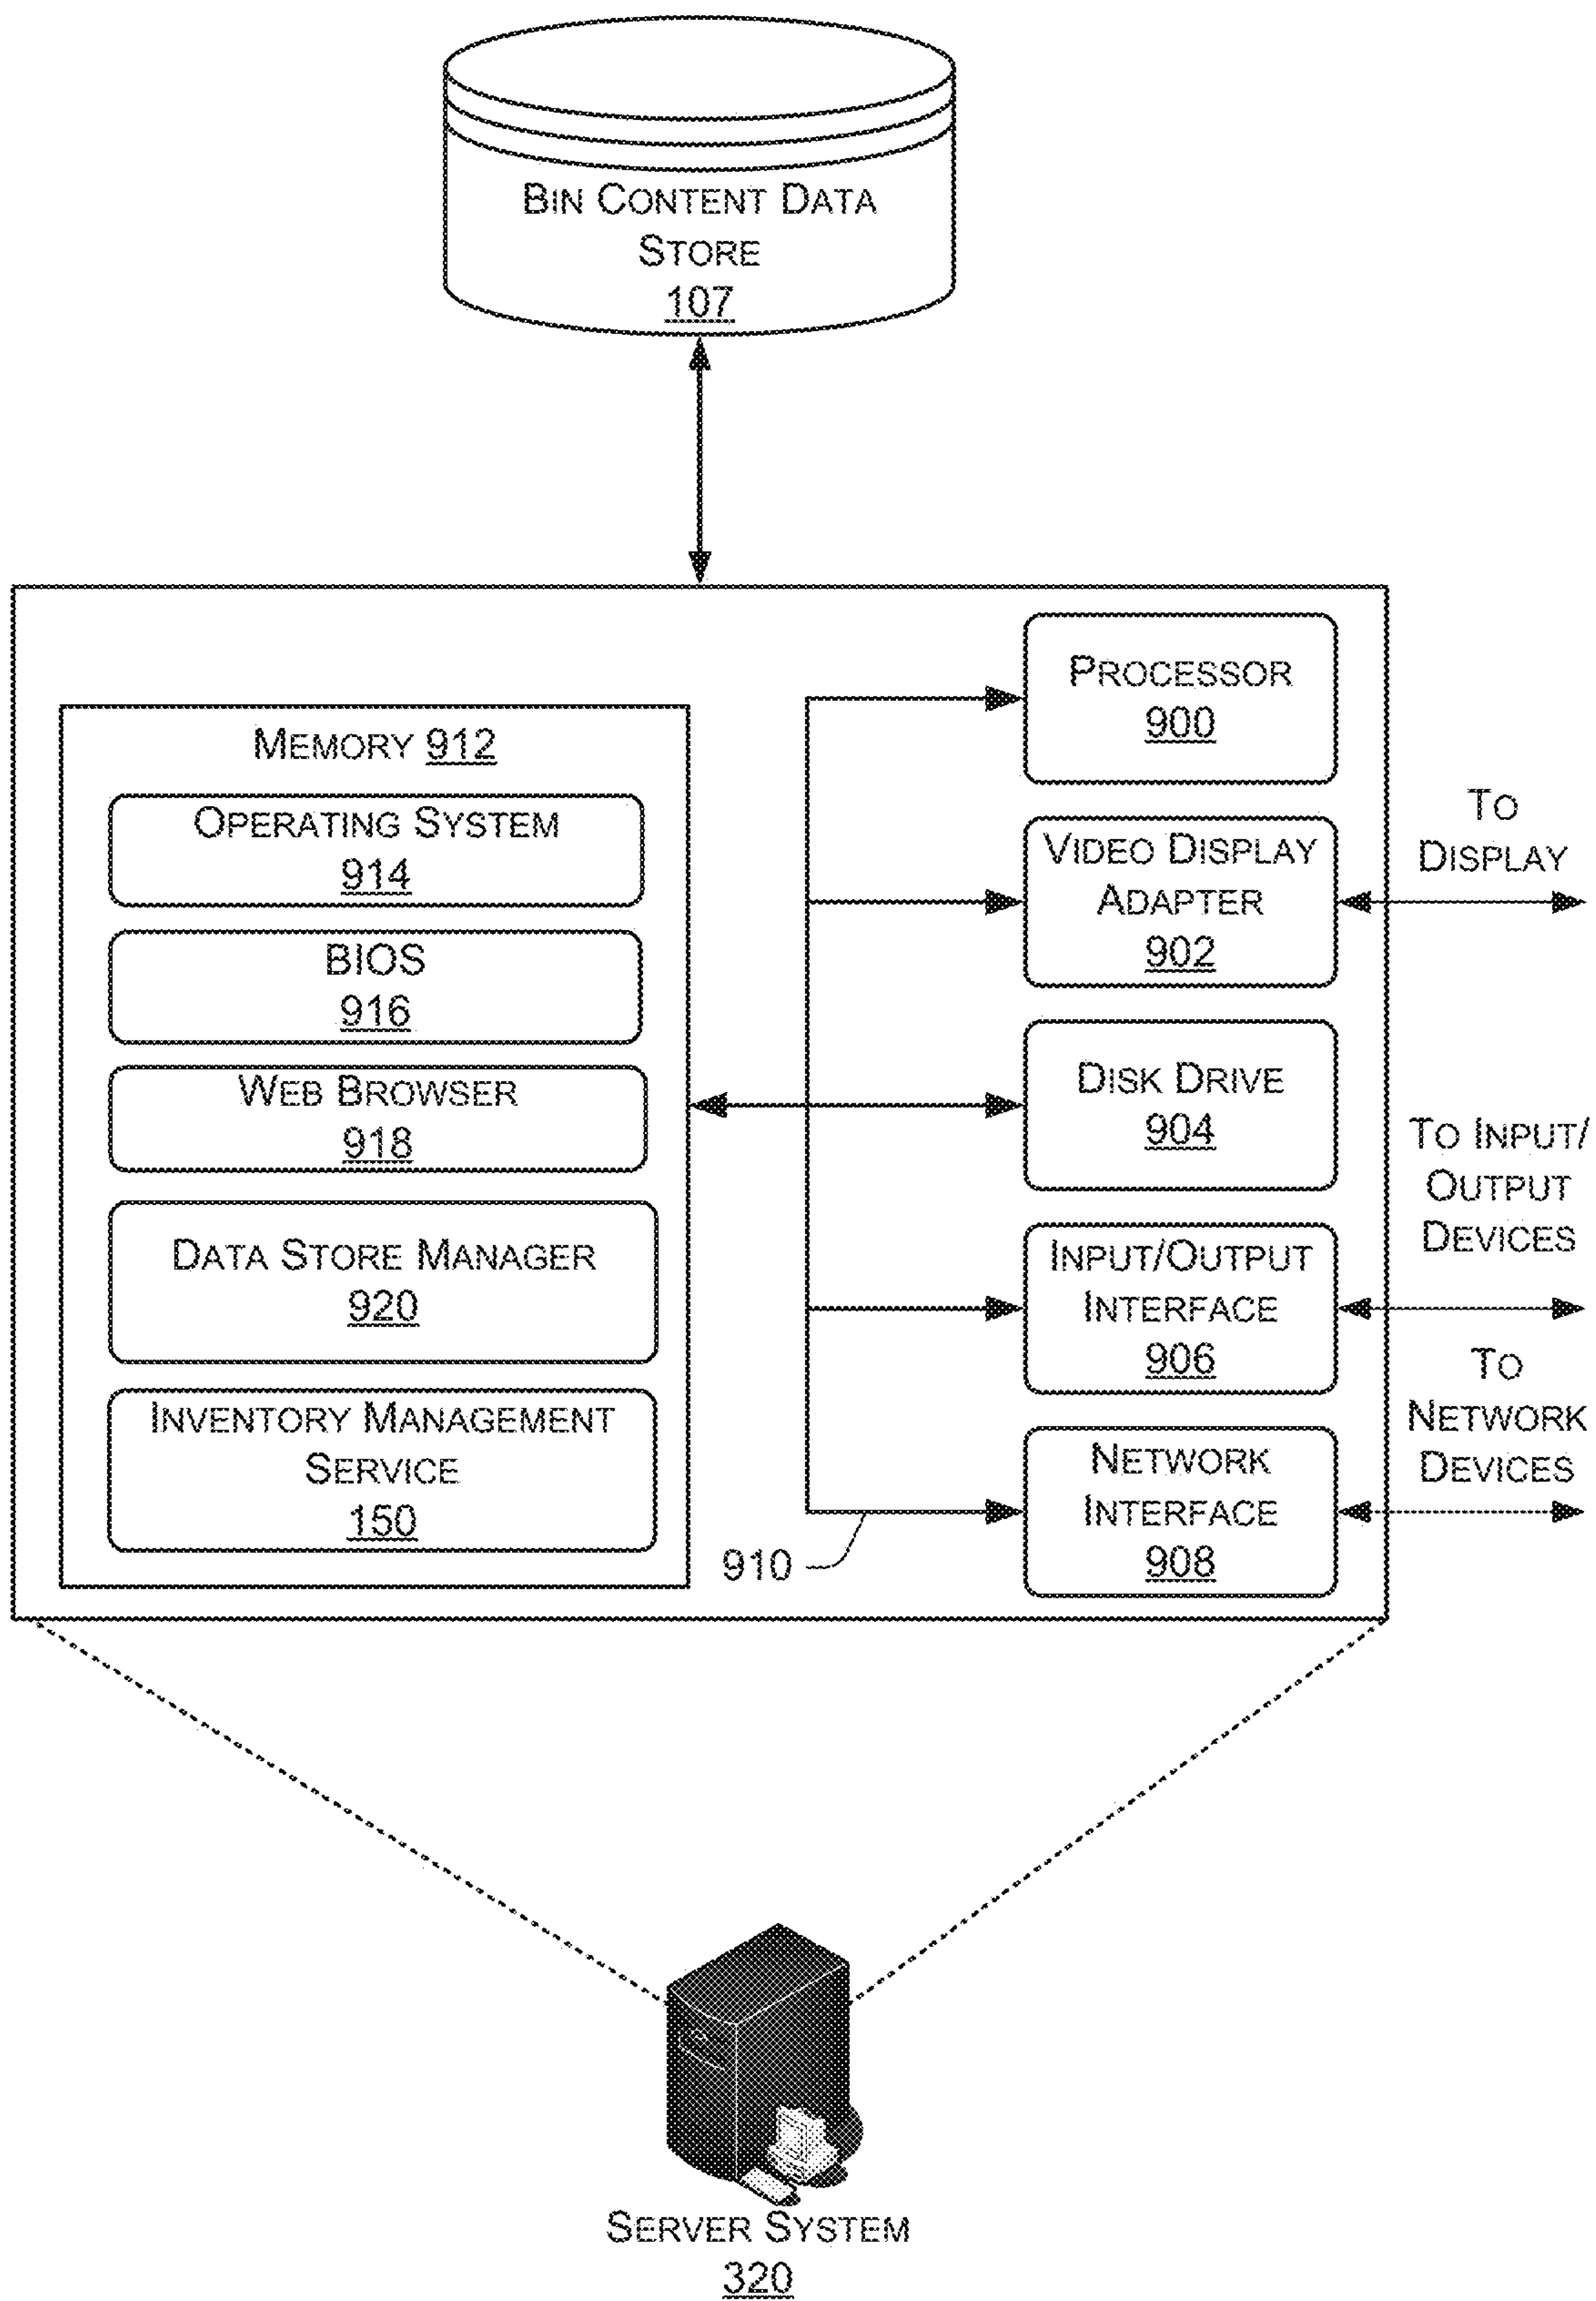 BIN CONTENT DATA
STORE
107
MEMORY 912
OPERATING SYSTEM
914
BIOS
916
WEB BROWSER
918
DATA STORE MANAGER
920
INVENTORY MANAGEMENT
SERVICE
150
PROCESSOR
900
VIDEO DISPLAY
ADAPTER
902
DISK DRIVE
904
INPUT/OUTPUT
INTERFACE
906
NETWORK
INTERFACE
908
910
TO
DISPLAY
TO INPUT/
OUTPUT
DEVICES
TO
NETWORK
DEVICES
SERVER SYSTEM
320